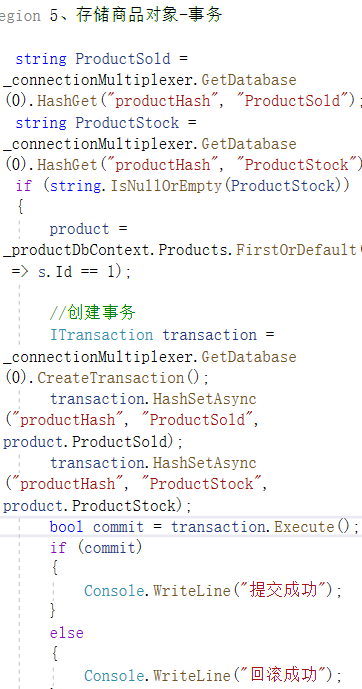 egion 5、存储商品对象-事务
string ProductSold =
_connectionMultiplexer.GetDatabase
(0).HashGet("productHash", "ProductSold");
string ProductStock =
_connectionMultiplexer.GetDatabase
(0).HashGet("productHash", "ProductStock")
if (string.IsNullOrEmpty(ProductStock))
{
product =
_productDbContext.Products.FirstOrDefault(
=> s.Id == 1);
//创建事务
ITransaction transaction =
_connectionMultiplexer.GetDatabase
(0).CreateTransaction();
transaction.HashSetAsync
("productHash", "ProductSold",
product.ProductSold);
transaction.HashSetAsync
("productHash", "ProductStock",
product.ProductStock);
bool commit = transaction.Execute();
if (commit)
{
Console.WriteLine("提交成功");
}
else
{
Console.WriteLine("回滚成功");